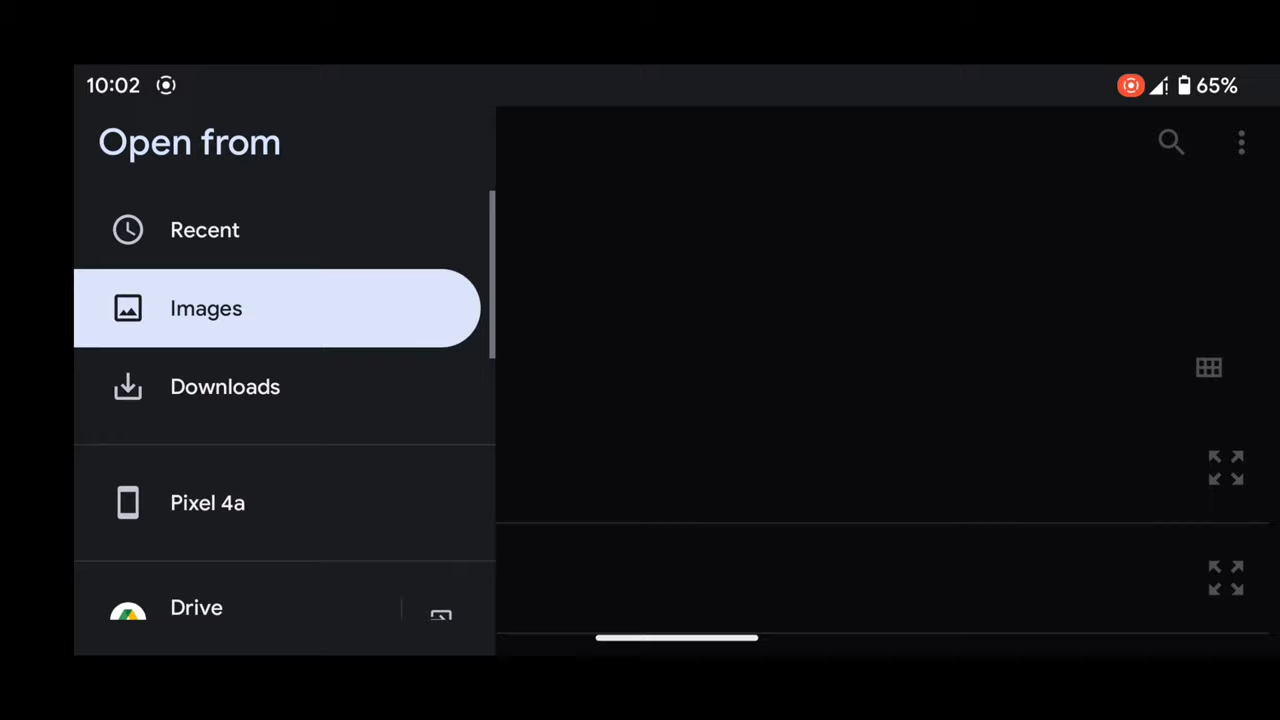 10:02
65%
Open from
Recent
Images
Downloads
Pixel 4a
Drive